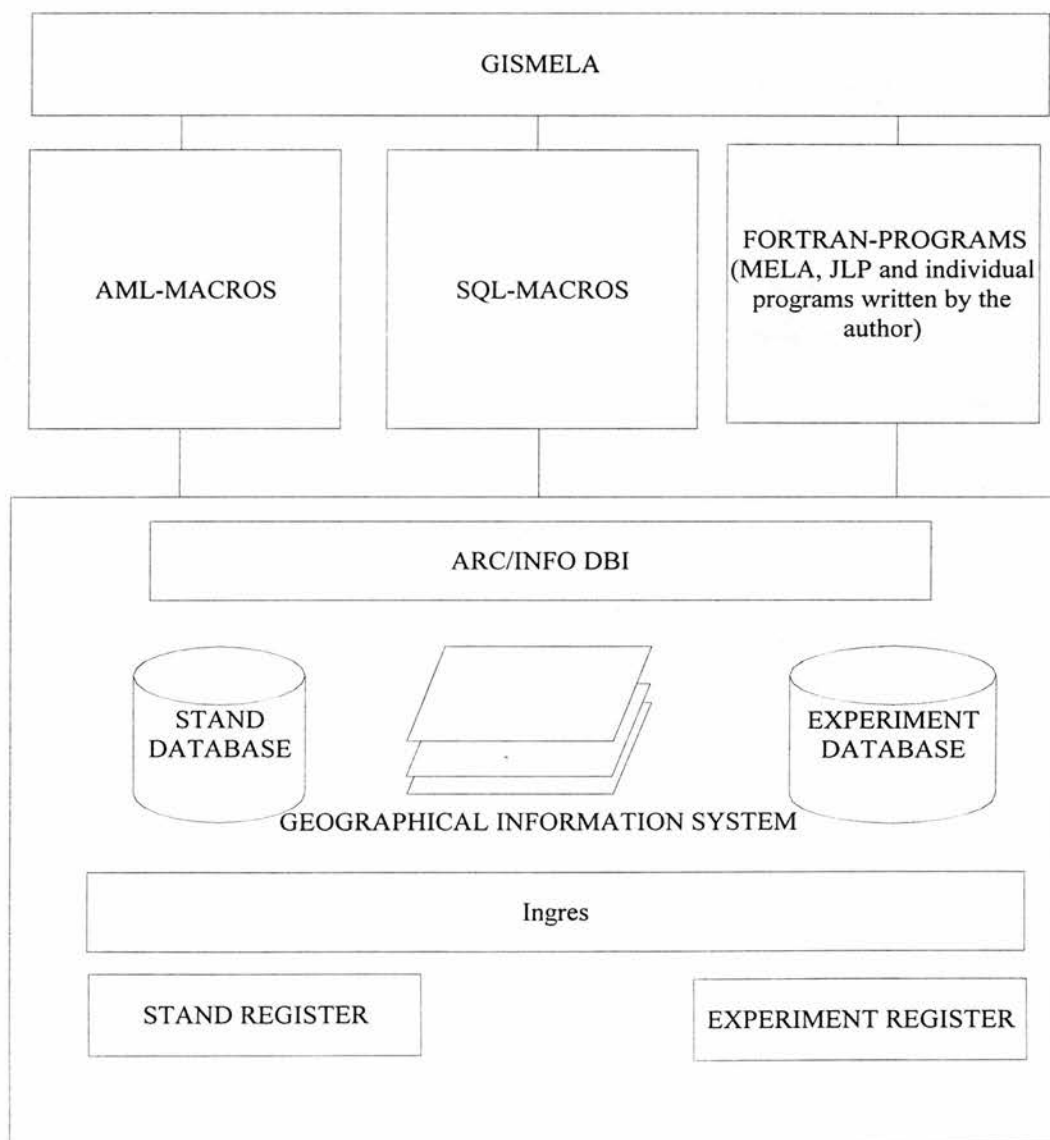 GISMELA
AML-MACROS
SQL-MACROS
FORTRAN-PROGRAMS
(MELA, JLP and individual
programs written by the
author)
ARC/INFO DBI
STAND
DATABASE
EXPERIMENT
DATABASE
GEOGRAPHICAL INFORMATION SYSTEM
Ingres
STAND REGISTER
EXPERIMENT REGISTER